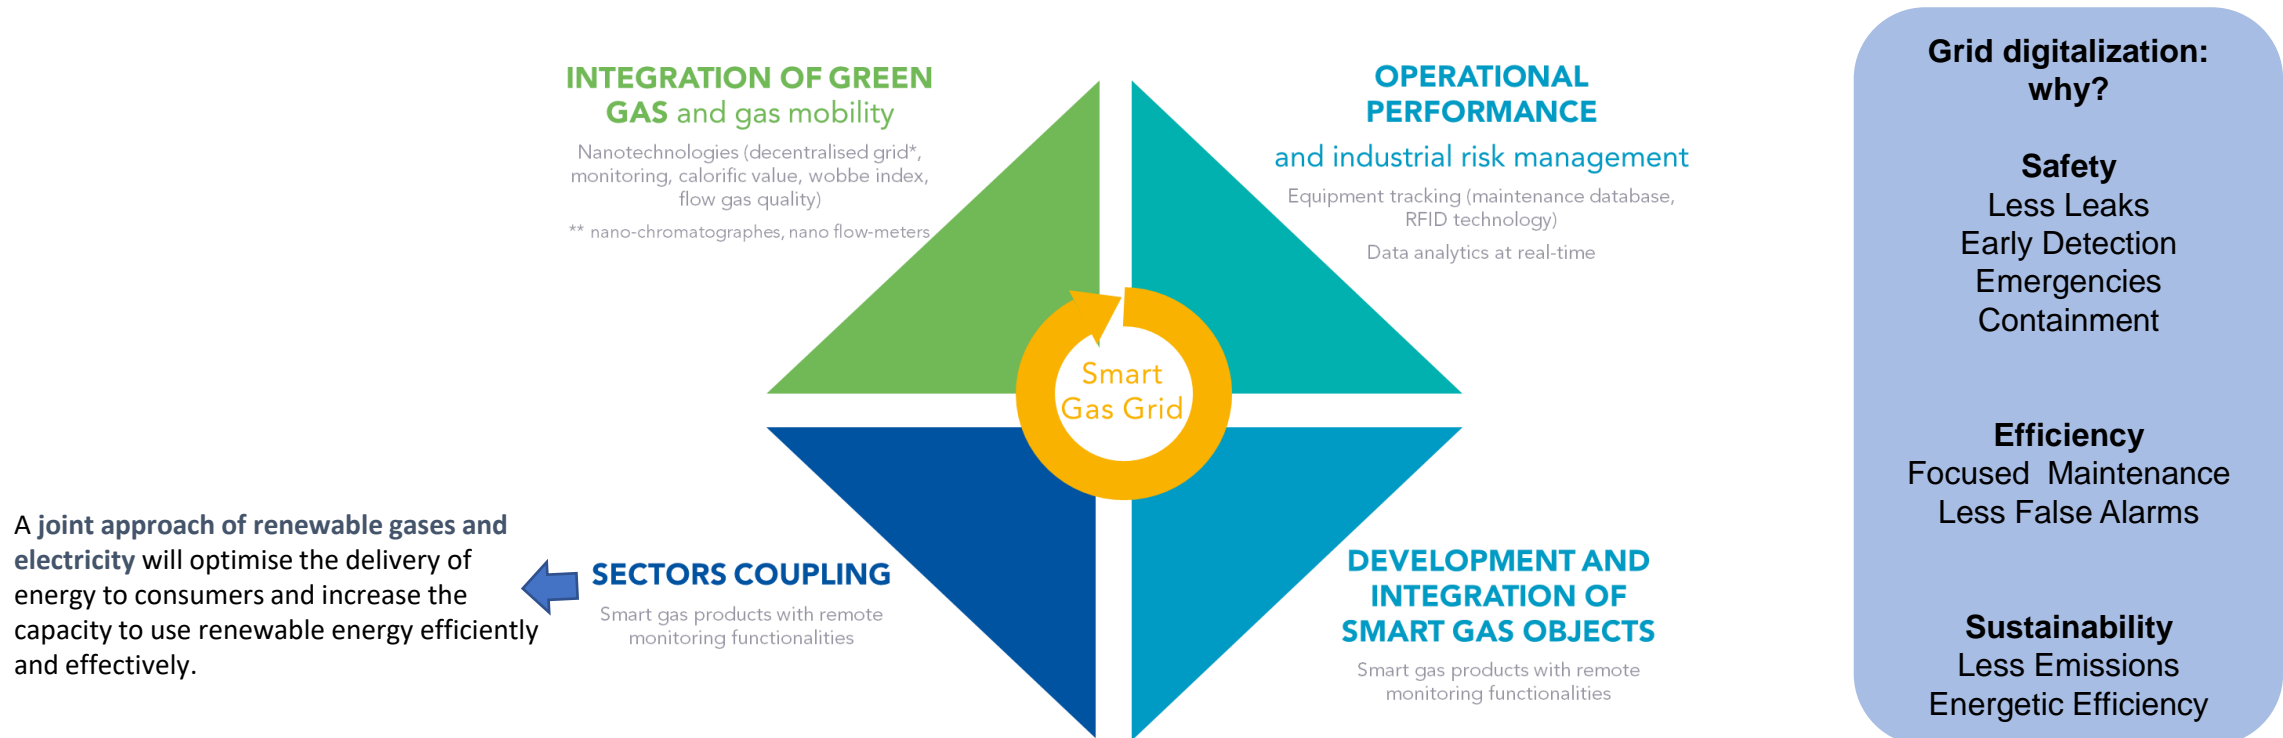 INTEGRATION OF GREEN
GAS and gas mobility
Nanotechnologies (decentralised grid*,
monitoring, calorific value, wobbe index,
flow gas quality)
** nano-chromatographes, nano flow-meters
OPERATIONAL
PERFORMANCE
and industrial risk management
Equipment tracking (maintenance database,
RFID technology)
Data analytics at real-time
Smart
Gas Grid
A joint approach of renewable gases and
electricity will optimise the delivery of
energy to consumers and increase the
capacity to use renewable energy efficiently
and effectively.
SECTORS COUPLING
Smart gas products with remote
monitoring functionalities
DEVELOPMENT AND
INTEGRATION OF
SMART GAS OBJECTS
Smart gas products with remote
monitoring functionalities
Grid digitalization:
why?
Safety
Less Leaks
Early Detection
Emergencies
Containment
Efficiency
Focused Maintenance
Less False Alarms
Sustainability
Less Emissions
Energetic Efficiency